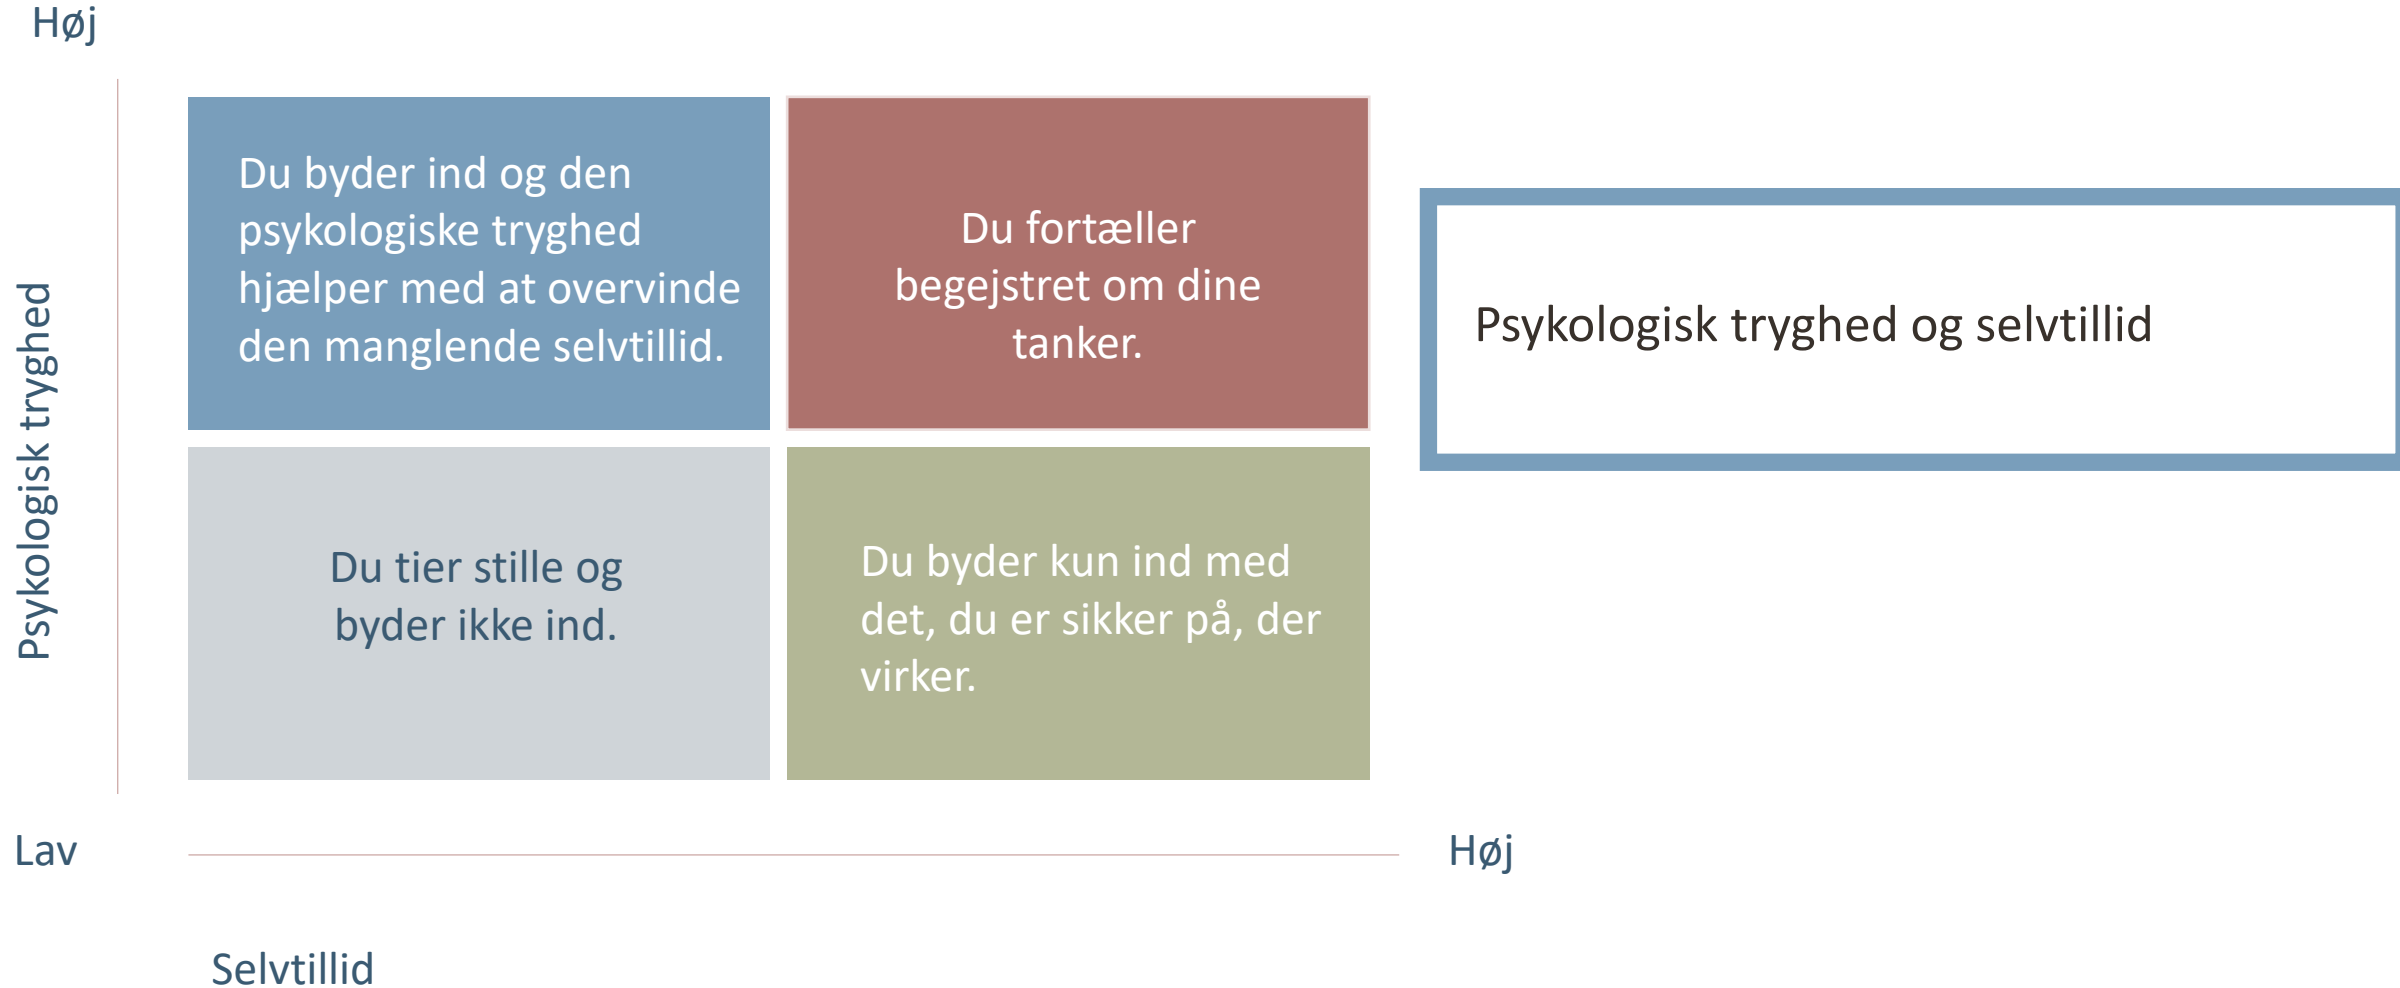 Høj
Psykologisk tryghed
Du byder ind og den
psykologiske tryghed
hjælper med at overvinde
den manglende selvtillid.
Du fortæller
begejstret om dine
tanker.
Psykologisk tryghed og selvtillid
Du tier stille og
byder ikke ind.
Du byder kun ind med
det, du er sikker på, der
virker.
Lav
Høj
Selvtillid